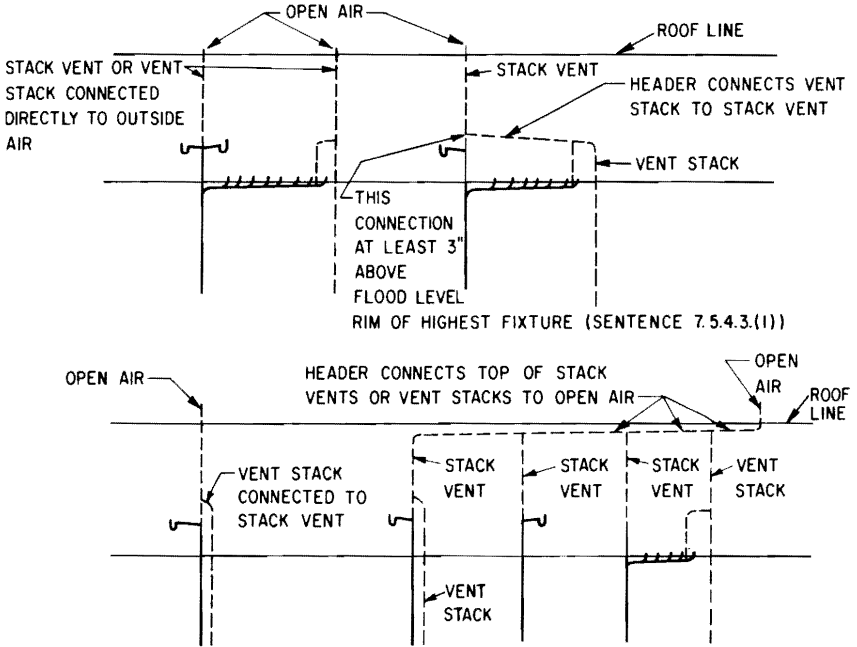 OPEN AIR
ROOF LINE
STACK VENT OR VENT
STACK CONNECTED
DIRECTLY TO OUTSIDE
AIR
STACK VENT
HEADER CONNECTS VENT
STACK TO STACK VENT
VENT STACK
THIS
CONNECTION
AT LEAST 3"
ABOVE
FLOOD LEVEL
RIM OF HIGHEST FIXTURE (SENTENCE 7.5.4.3.(1))
OPEN AIR
HEADER CONNECTS TOP OF STACK
VENTS OR VENT STACKS TO OPEN AIR
OPEN
AIR
ROOF
LINE
VENT STACK
CONNECTED TO
STACK VENT
STACK
VENT
STACK
VENT
STACK
VENT
VENT
STACK
VENT
STACK